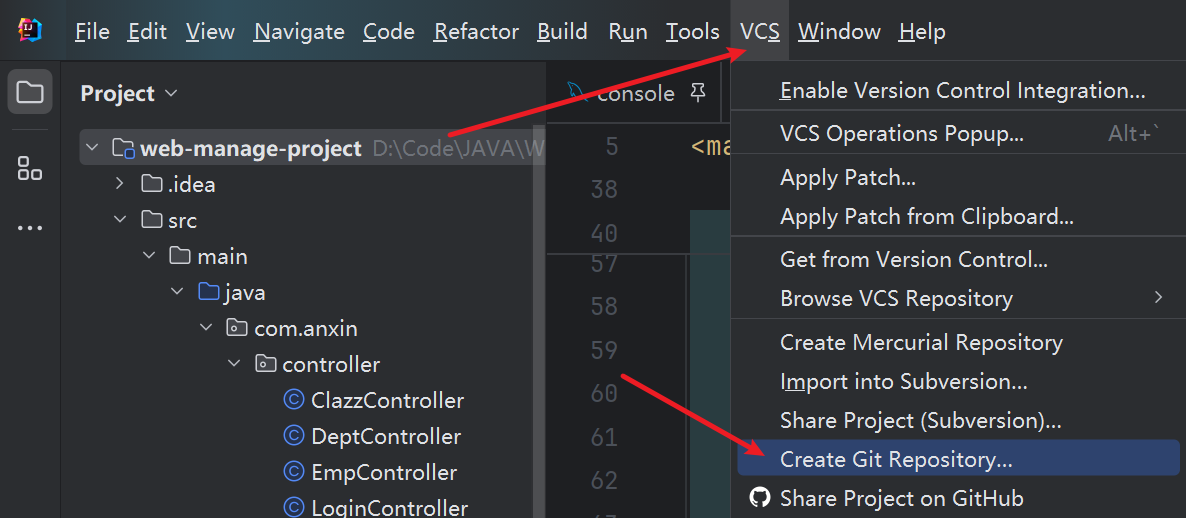 File Edit View Navigate Code Refactor Build Run Tools VCS Window Help
Project
web-manage-project D:\Code\JAVA\W
.idea
src
main
java
com.anxin
controller
ClazzController
DeptController
EmpController
LoginController
console
5 <ma
38
40
57
58
59
60
61
62
Enable Version Control Integration...
VCS Operations Popup... Alt+`
Apply Patch...
Apply Patch from Clipboard...
Get from Version Control...
Browse VCS Repository
Create Mercurial Repository
Import into Subversion...
Share Project (Subversion)...
Create Git Repository...
Share Project on GitHub